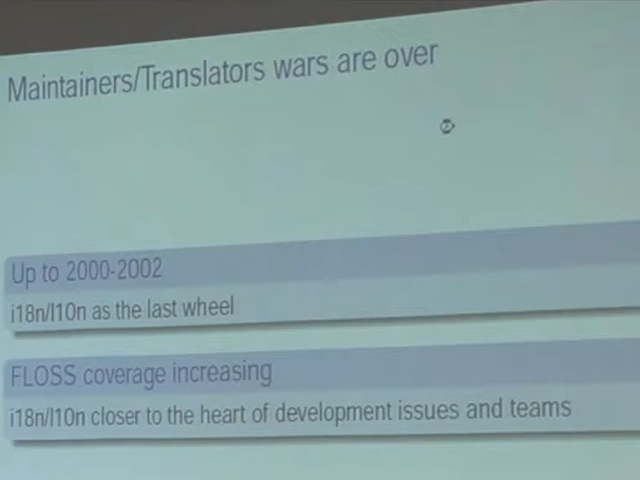 Maintainers/Translators wars are over
Up to 2000-2002
i18n/l10n as the last wheel
FLOSS coverage increasing
i18n/l10n closer to the heart of development issues and teams